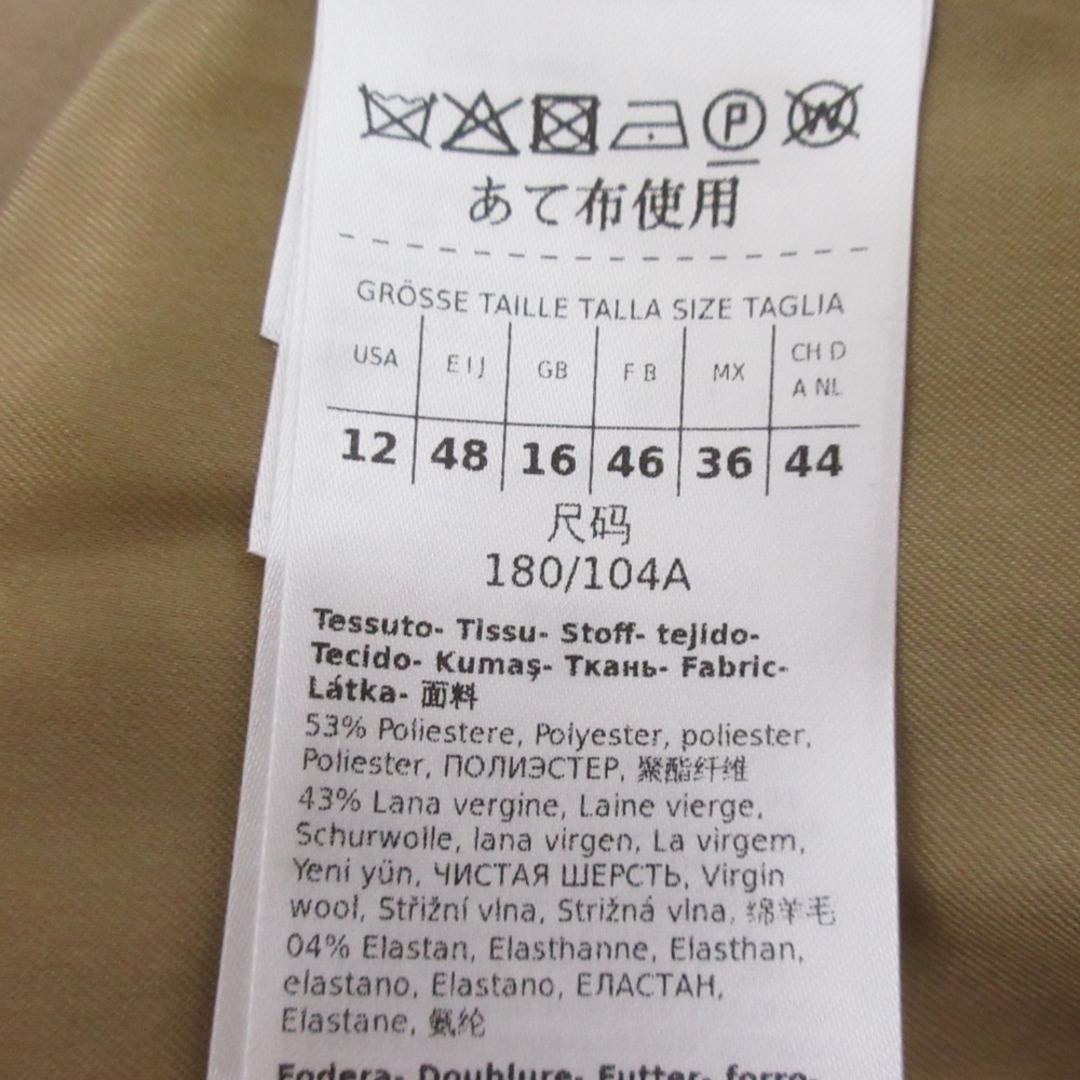 P W
あて布使用
GRÖSSE TAILLE TALLA SIZE TAGLIA
USA E I J GB F B MX CH D
A NL
12 48 16 46 36 44
尺码
180/104A
Tessuto- Tissu- Stoff- tejido-
Tecido- Kumaş- Ткань- Fabric-
Látka- 面料
53% Poliestere, Polyester, poliester,
Poliester, ПОЛИЭСТЕР, 聚酯纤维
43% Lana vergine, Laine vierge,
Schurwolle, lana virgen, La virgem,
Yeni yün, ЧИСТАЯ ШЕРСТЬ, Virgin
wool, Střižní vlna, Strižná vlna, 绵羊毛
04% Elastan, Elasthanne, Elasthan,
elastano, Elastano, ЕЛАСТАН,
Elastane, 氨纶
Fodera- Doublure- Futter- forro-